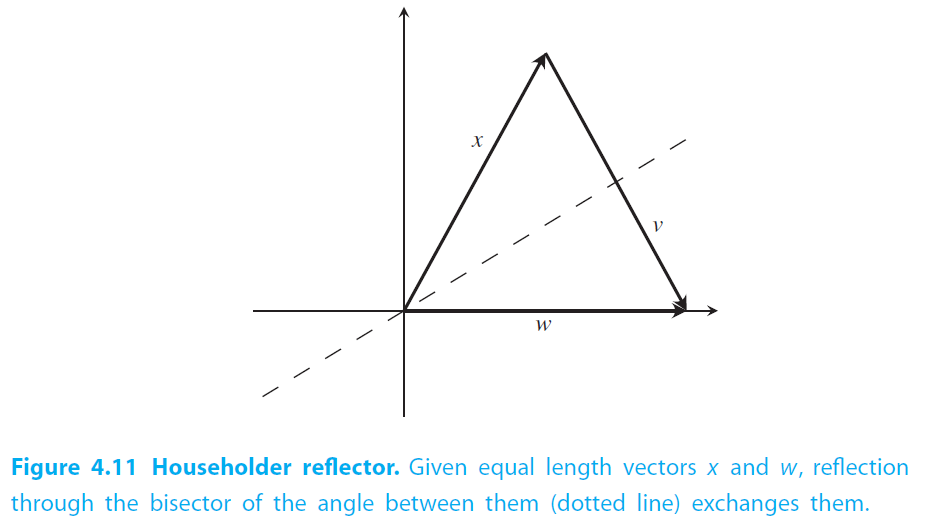 x
v
w
Figure 4.11 Householder reflector. Given equal length vectors x and w, reflection
through the bisector of the angle between them (dotted line) exchanges them.